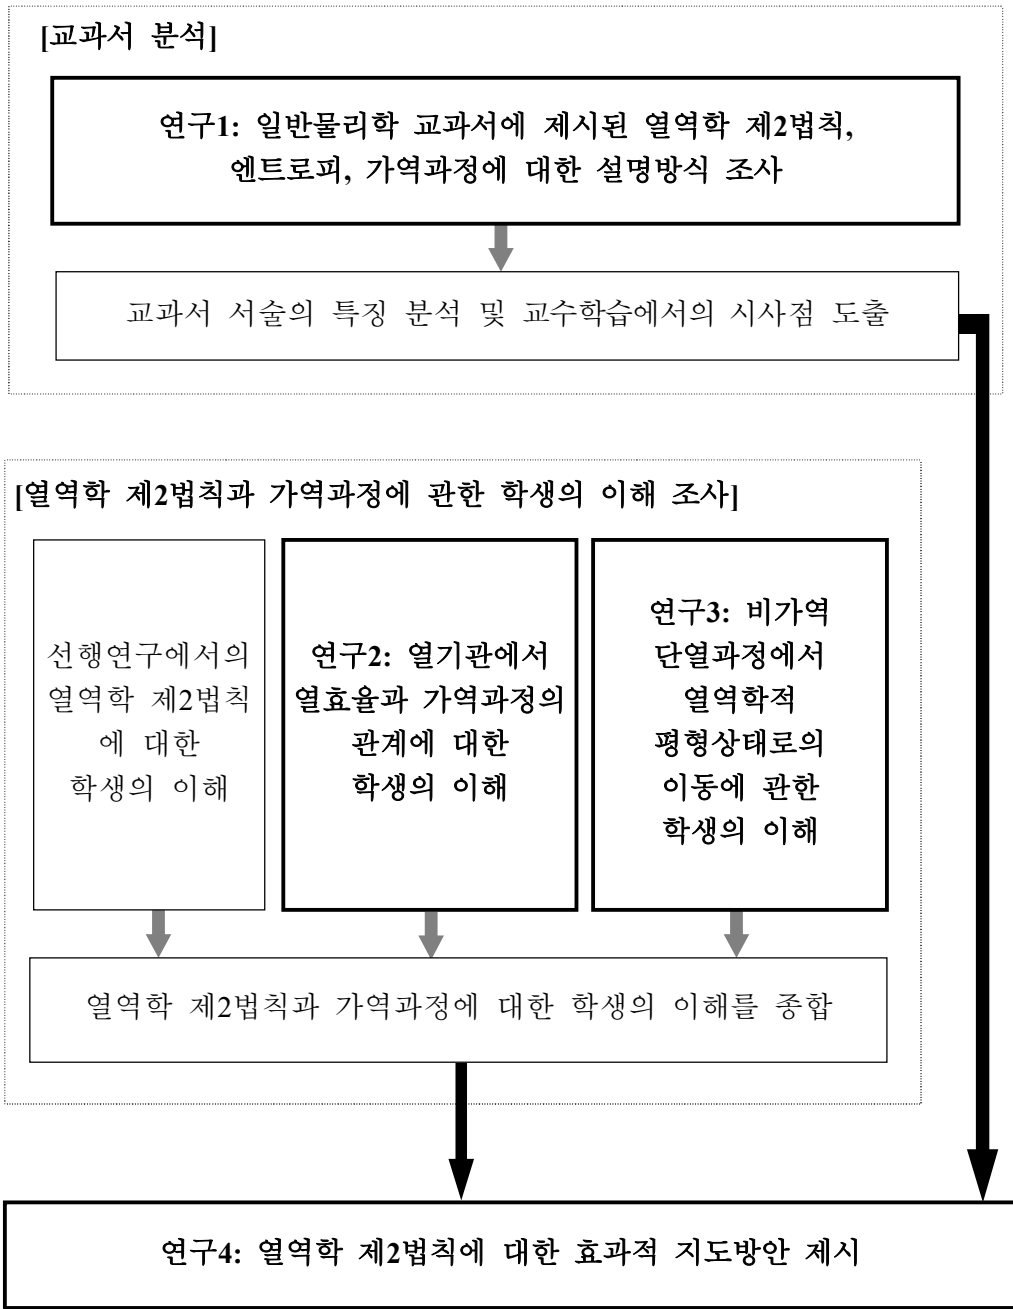 [교과서 분석]
연구1: 일반물리학 교과서에 제시된 열역학 제2법칙,
엔트로피, 가역과정에 대한 설명방식 조사
교과서 서술의 특징 분석 및 교수학습에서의 시사점 도출
[열역학 제2법칙과 가역과정에 관한 학생의 이해 조사]
선행연구에서의
열역학 제2법칙
에 대한
학생의 이해
연구2: 열기관에서
열효율과 가역과정의
관계에 대한
학생의 이해
연구3: 비가역
단열과정에서
열역학적
평형상태로의
이동에 관한
학생의 이해
열역학 제2법칙과 가역과정에 대한 학생의 이해를 종합
연구4: 열역학 제2법칙에 대한 효과적 지도방안 제시